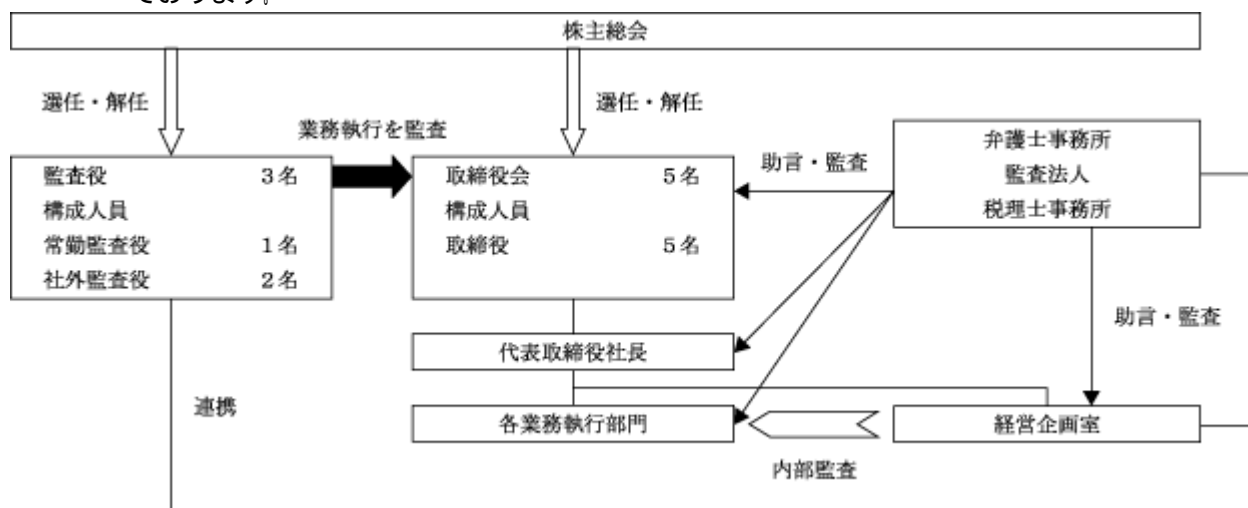 ております。
株主総会
選任・解任
選任・解任
業務執行を監査
監査役 3名
構成人員
常勤監査役 1名
社外監査役 2名
取締役会 5名
構成人員
取締役 5名
助言・監査
弁護士事務所
監査法人
税理士事務所
助言・監査
代表取締役社長
連携
各業務執行部門
経営企画室
内部監査